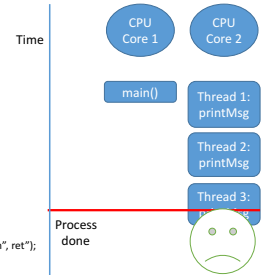 Time
CPU
Core 1
CPU
Core 2
main()
Thread 1:
printMsg
Thread 2:
printMsg
Thread 3:
Process
done
", ret");